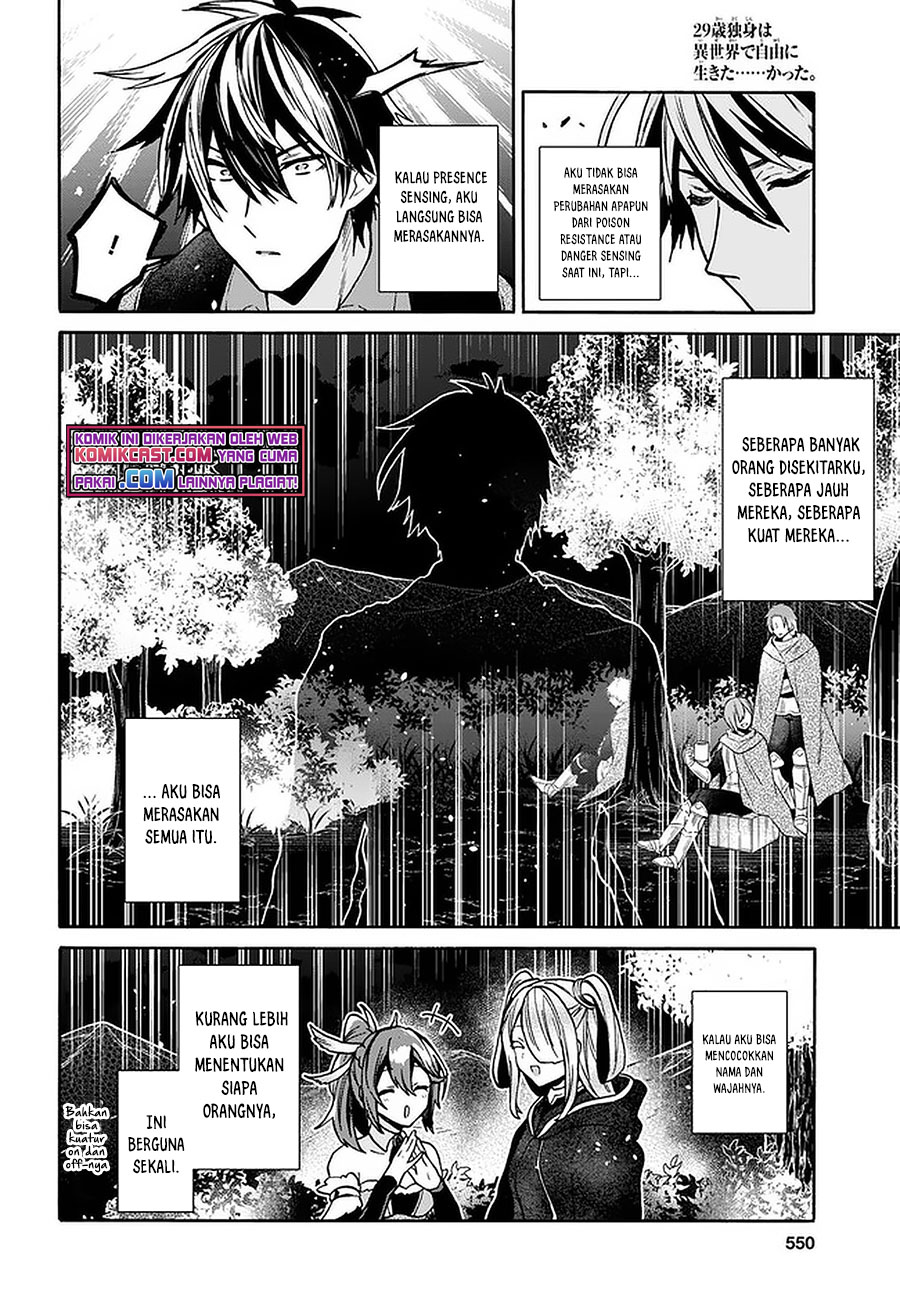 29歳独身は
異世界で自由に
生きた……かった。
AKU TIDAK BISA
MERASAKAN
PERUBAHAN APAPUN
DARI POISON
RESISTANCE ATAU
DANGER SENSING
SAAT INI, TAPI...
KALAU PRESENCE
SENSING, AKU
LANGSUNG BISA
MERASAKANNYA.
!
SEBERAPA BANYAK
ORANG DISEKITARKU,
SEBERAPA JAUH
MEREKA, SEBERAPA
KUAT MEREKA...
KOMIK INI DIKERJAKAN OLEH WEB
KOMIKCAST.COM YANG CUMA
PAKAI .COM LAINNYA PLAGIAT!
... AKU BISA
MERASAKAN
SEMUA ITU.
KALAU AKU BISA
MENCOCOKKAN
NAMA DAN
WAJAHNYA.
KURANG LEBIH
AKU BISA
MENENTUKAN
SIAPA
ORANGNYA,
INI
BERGUNA
SEKALI.
Bahkan
bisa
kuatur
on dan
off-nya
550